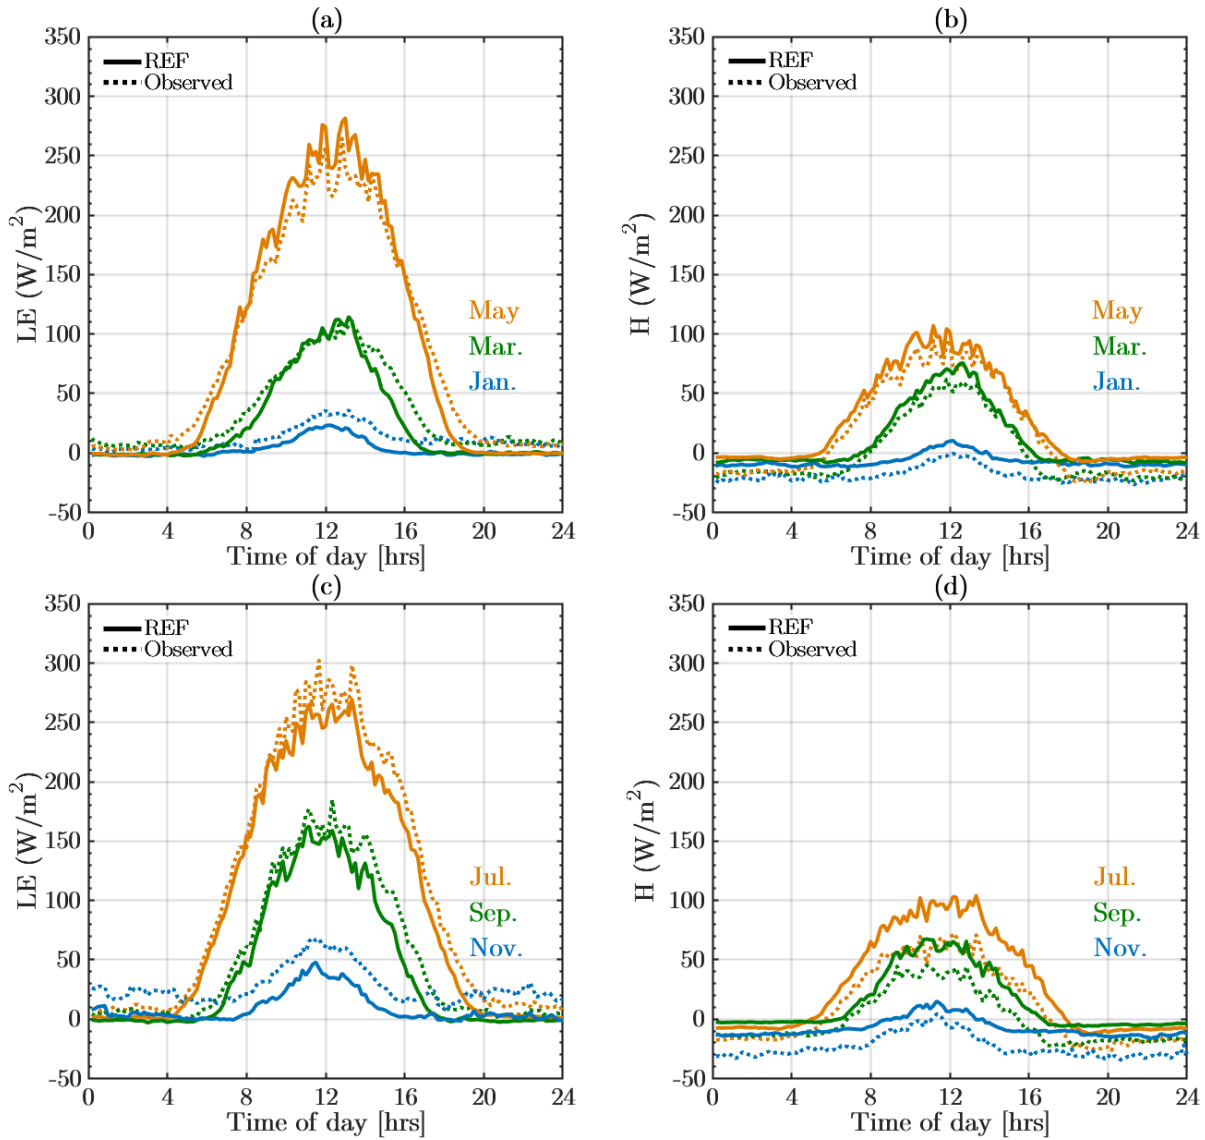 (a)
350
300
250
200
150
100
50
0
-50
LE (W/m²)
REF
Observed
May
Mar.
Jan.
0 4 8 12 16 20 24
Time of day [hrs]
(b)
350
300
250
200
150
100
50
0
-50
H (W/m²)
REF
Observed
May
Mar.
Jan.
0 4 8 12 16 20 24
Time of day [hrs]
(c)
350
300
250
200
150
100
50
0
-50
LE (W/m²)
REF
Observed
Jul.
Sep.
Nov.
0 4 8 12 16 20 24
Time of day [hrs]
(d)
350
300
250
200
150
100
50
0
-50
H (W/m²)
REF
Observed
Jul.
Sep.
Nov.
0 4 8 12 16 20 24
Time of day [hrs]